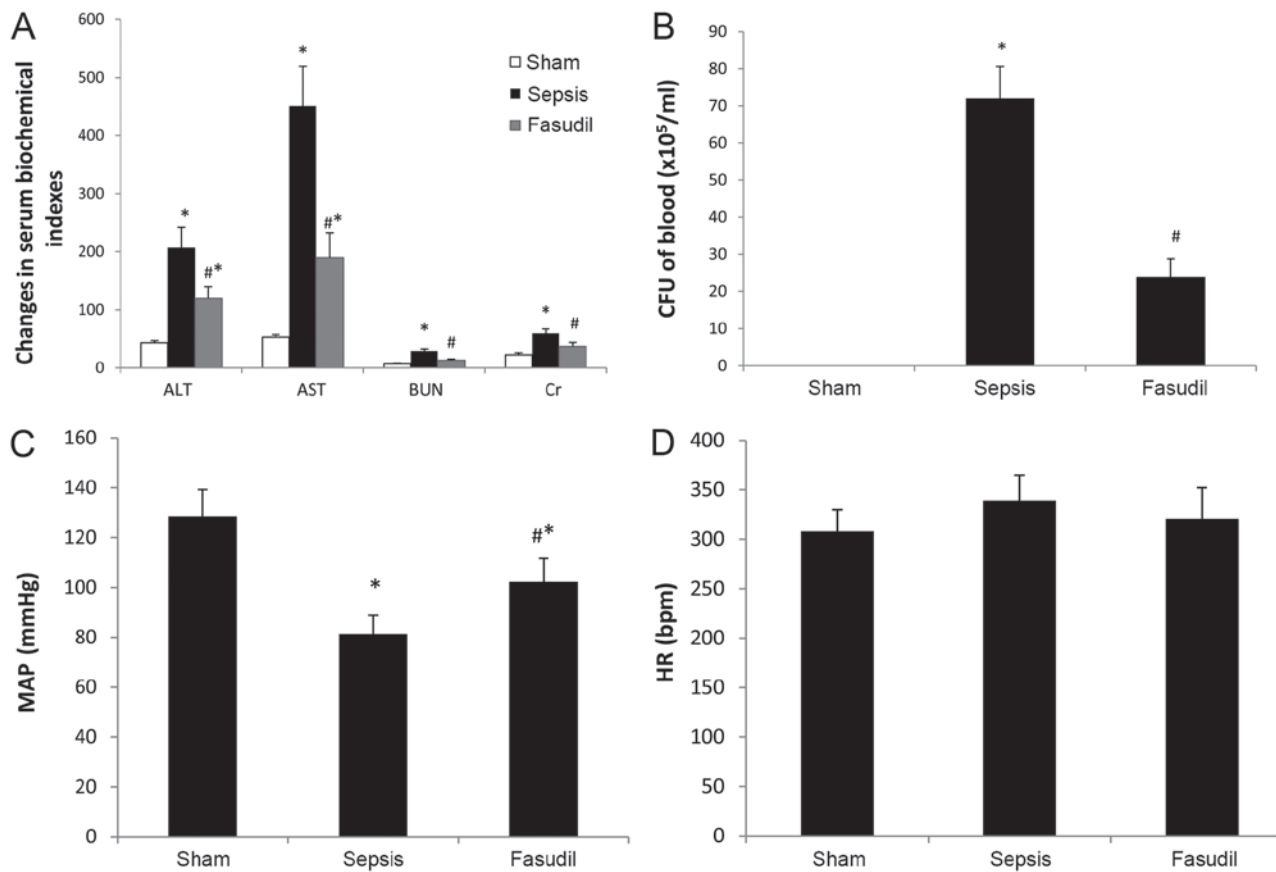 A
Changes in serum biochemical
indexes
600
500
400
300
200
100
0
Sham
Sepsis
Fasudil
*
#*
*
#*
*
#
*
#
ALT AST BUN Cr
B
CFU of blood (x10⁵/ml)
90
80
70
60
50
40
30
20
10
0
*
#
Sham Sepsis Fasudil
C
MAP (mmHg)
160
140
120
100
80
60
40
20
0
*
#*
Sham Sepsis Fasudil
D
HR (bpm)
400
350
300
250
200
150
100
50
0
Sham Sepsis Fasudil